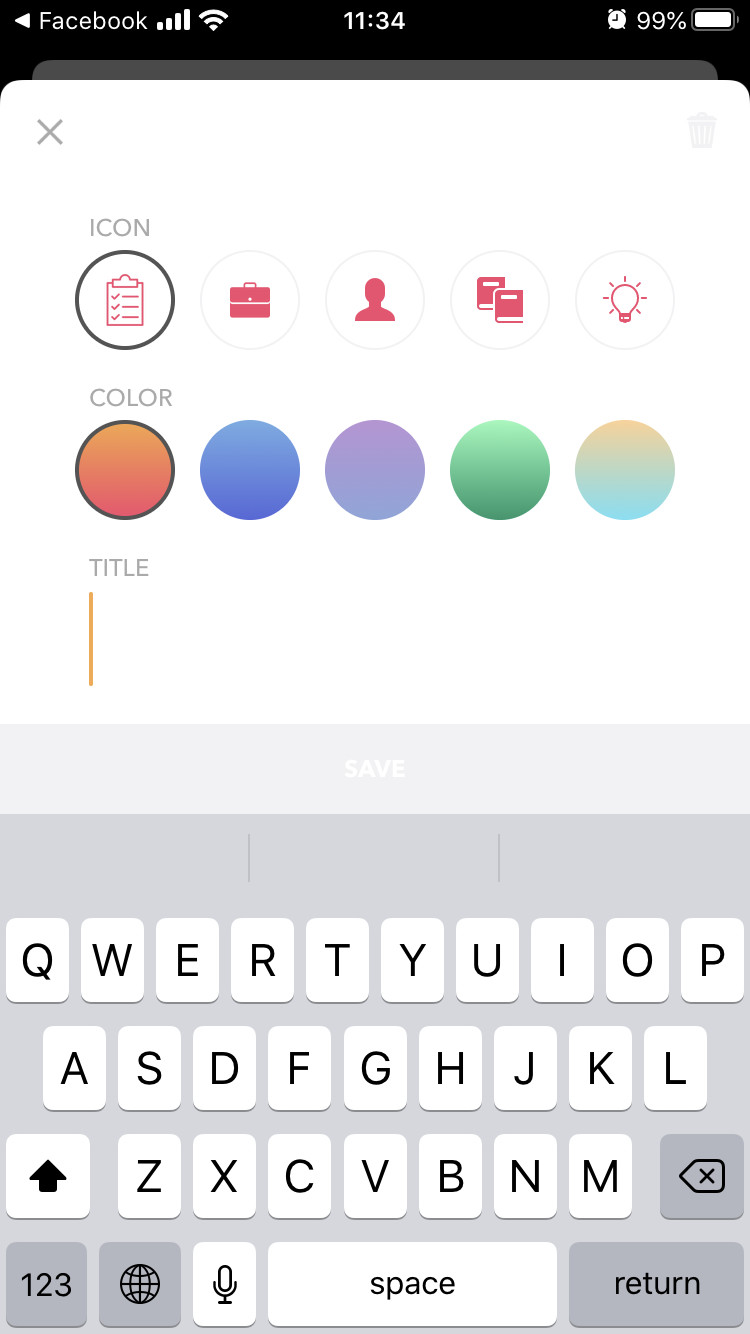 Facebook 11:34 99%
ICON
COLOR
TITLE
SAVE
Q W E R T Y U I O P
A S D F G H J K L
Z X C V B N M
123 space return